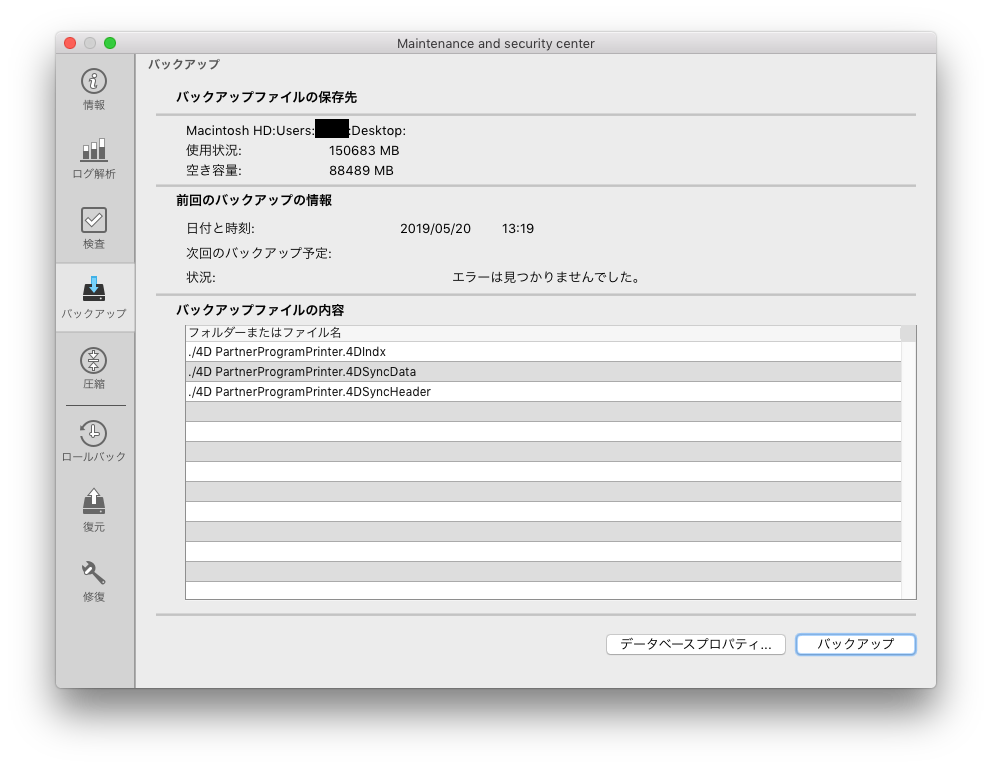 Maintenance and security center
情報
ログ解析
検査
バックアップ
圧縮
ロールバック
復元
修復
バックアップ
バックアップファイルの保存先
Macintosh HD:Users: :Desktop:
使用状況: 150683 MB
空き容量: 88489 MB
前回のバックアップの情報
日付と時刻: 2019/05/20 13:19
次回のバックアップ予定:
状況: エラーは見つかりませんでした。
バックアップファイルの内容
フォルダーまたはファイル名
./4D PartnerProgramPrinter.4DIndx
./4D PartnerProgramPrinter.4DSyncData
./4D PartnerProgramPrinter.4DSyncHeader
データベースプロパティ... バックアップ